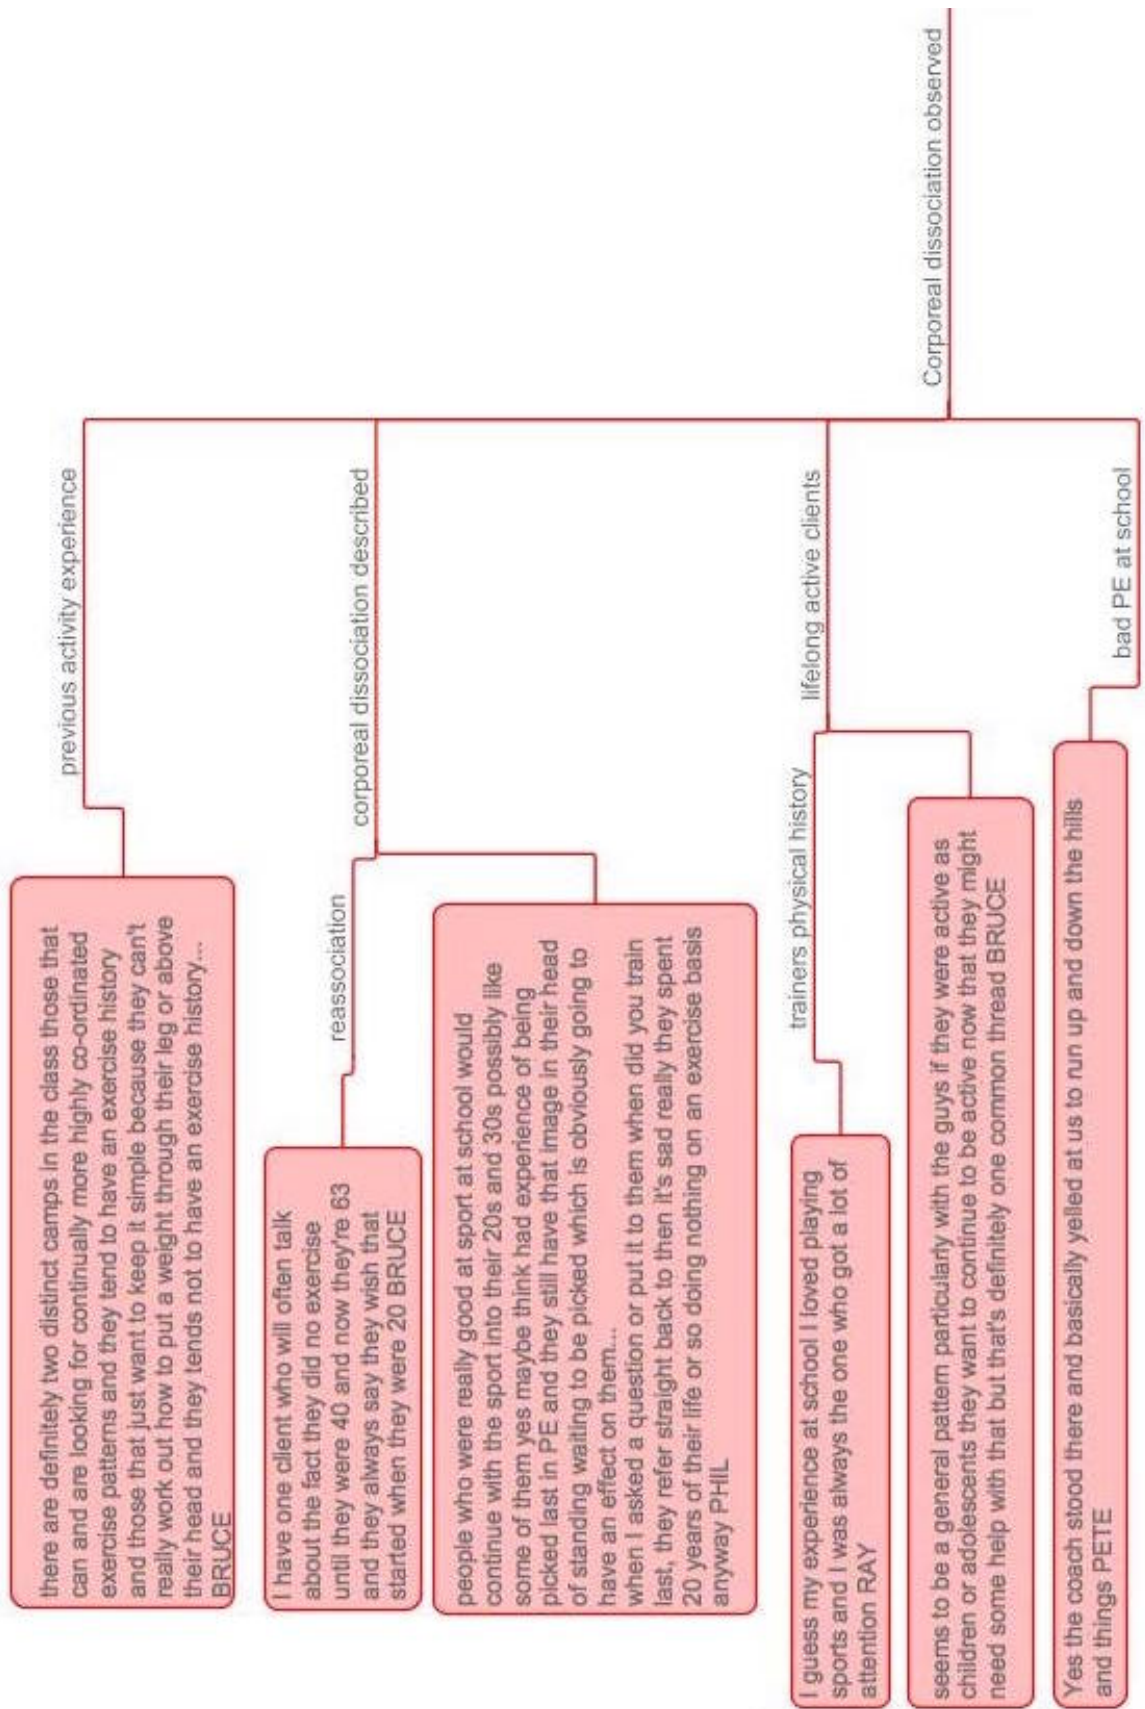 Corporeal dissociation observed
previous activity experience
there are definitely two distinct camps in the class those that
can and are looking for continually more highly co-ordinated
exercise patterns and they tend to have an exercise history
and those that just want to keep it simple because they can't
really work out how to put a weight through their leg or above
their head and they tends not to have an exercise history...
BRUCE
corporeal dissociation described
reassociation
I have one client who will often talk
about the fact they did no exercise
until they were 40 and now they're 63
and they always say they wish that
started when they were 20 BRUCE
people who were really good at sport at school would
continue with the sport into their 20s and 30s possibly like
some of them yes maybe think had experience of being
picked last in PE and they still have that image in their head
of standing waiting to be picked which is obviously going to
have an effect on them...
when I asked a question or put it to them when did you train
last, they refer straight back to then it's sad really they spent
20 years of their life or so doing nothing on an exercise basis
anyway PHIL
lifelong active clients
trainers physical history
I guess my experience at school I loved playing
sports and I was always the one who got a lot of
attention RAY
seems to be a general pattern particularly with the guys if they were active as
children or adolescents they want to continue to be active now that they might
need some help with that but that's definitely one common thread BRUCE
bad PE at school
Yes the coach stood there and basically yelled at us to run up and down the hills
and things PETE